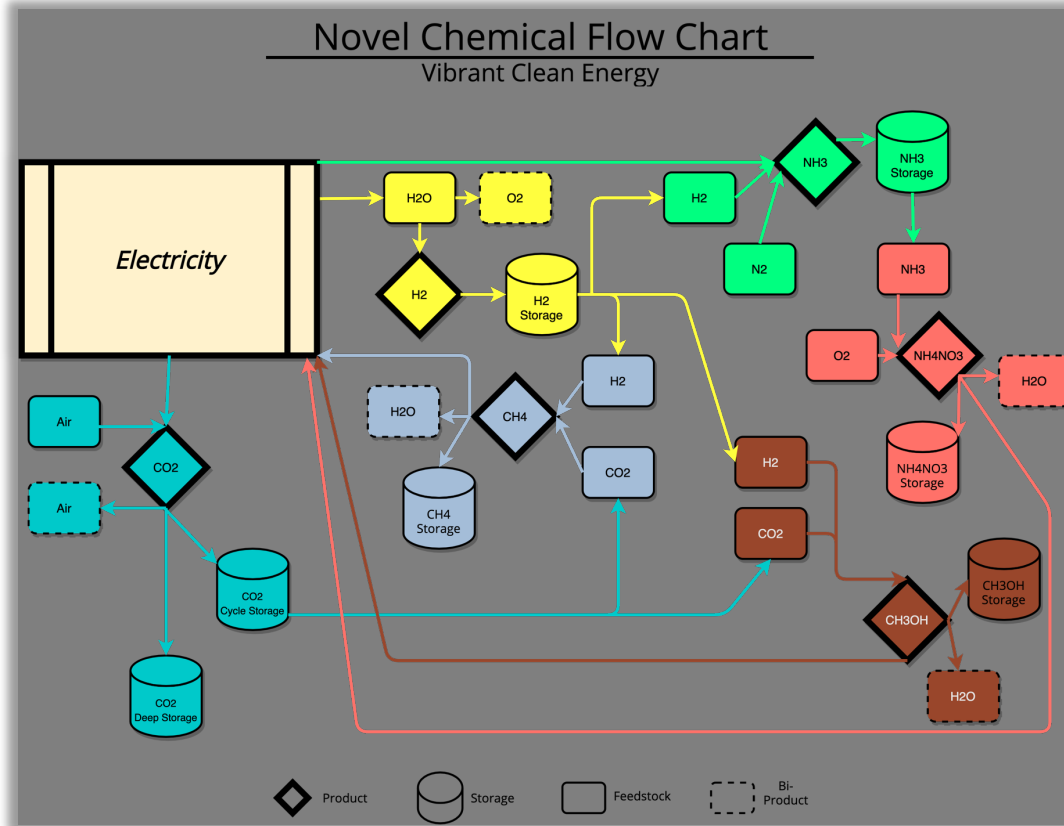 Novel Chemical Flow Chart
Vibrant Clean Energy
Electricity
H2O
O2
H2
H2
Storage
H2
N2
NH3
NH3
Storage
NH3
O2
NH4NO3
H2O
NH4NO3
Storage
H2
CO2
CH4
H2O
CH4
Storage
Air
CO2
Air
CO2
Cycle Storage
CO2
Deep Storage
H2
CO2
CH3OH
CH3OH
Storage
H2O
Product
Storage
Feedstock
Bi-
Product